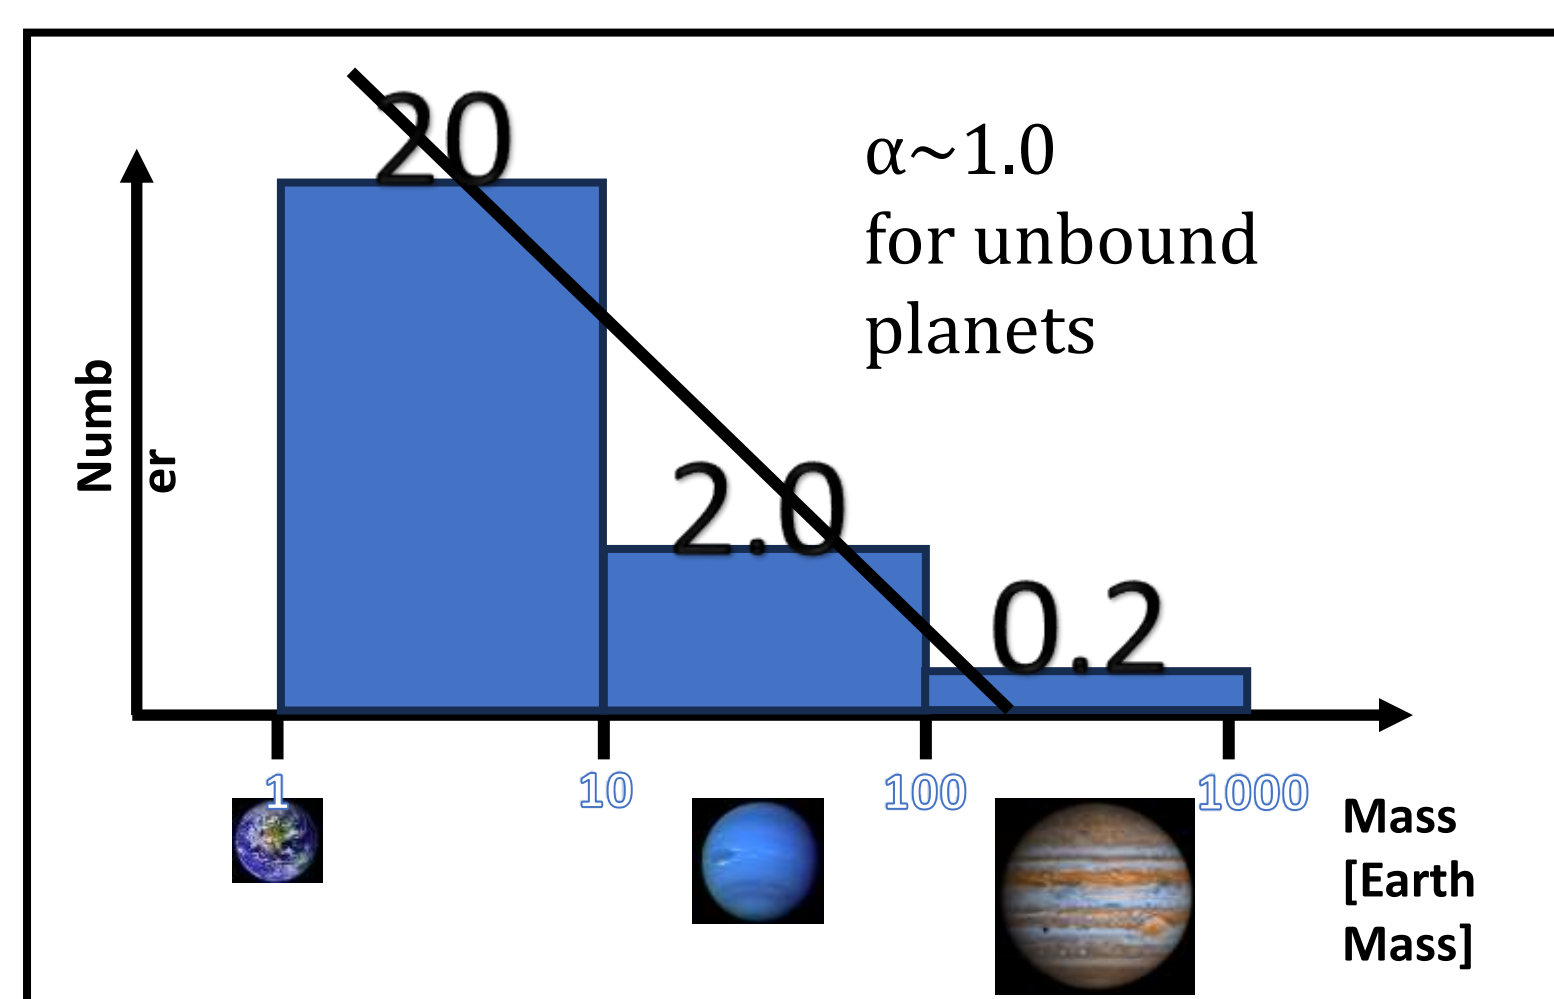 20
α~1.0
for unbound
planets
Numb
er
2.0
0.2
1
10
100
1000
Mass
[Earth
Mass]